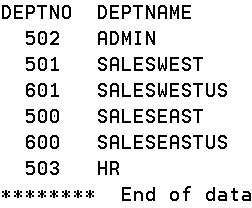 DEPTNO  DEPTNAME
502  ADMIN
501  SALESWEST
601  SALESWESTUS
500  SALESEAST
600  SALESEASTUS
503  HR
********  End of data